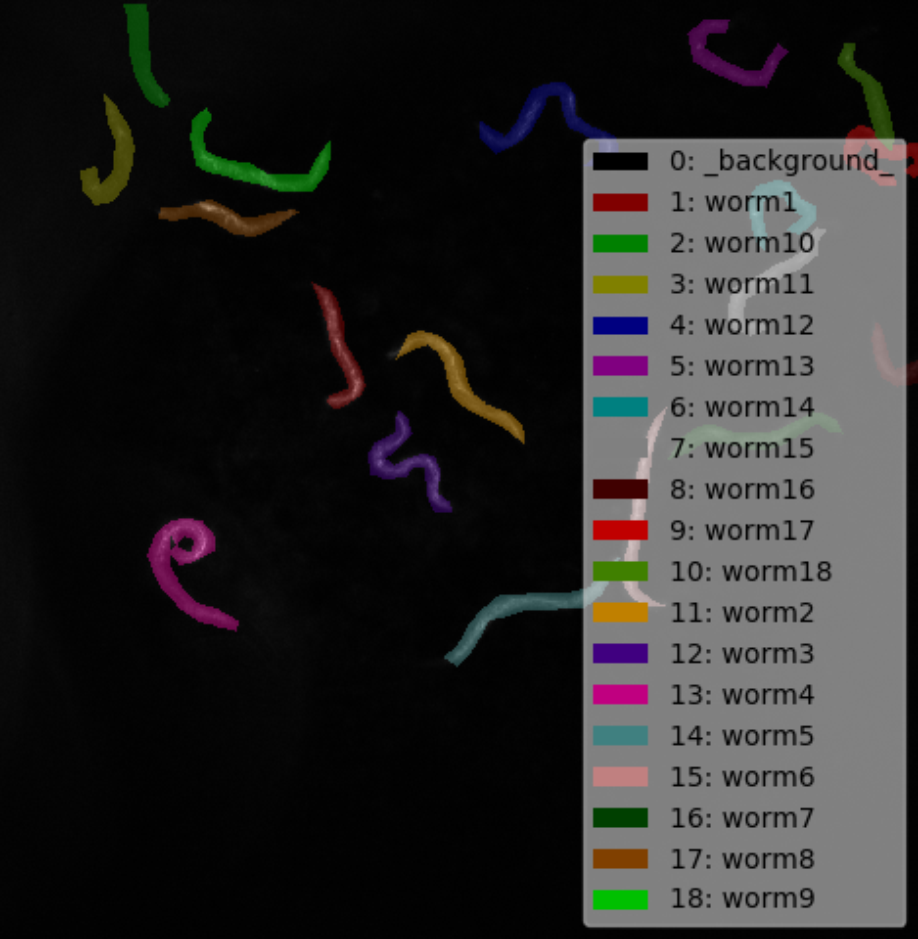 0: _background_
1: worm1
2: worm10
3: worm11
4: worm12
5: worm13
6: worm14
7: worm15
8: worm16
9: worm17
10: worm18
11: worm2
12: worm3
13: worm4
14: worm5
15: worm6
16: worm7
17: worm8
18: worm9